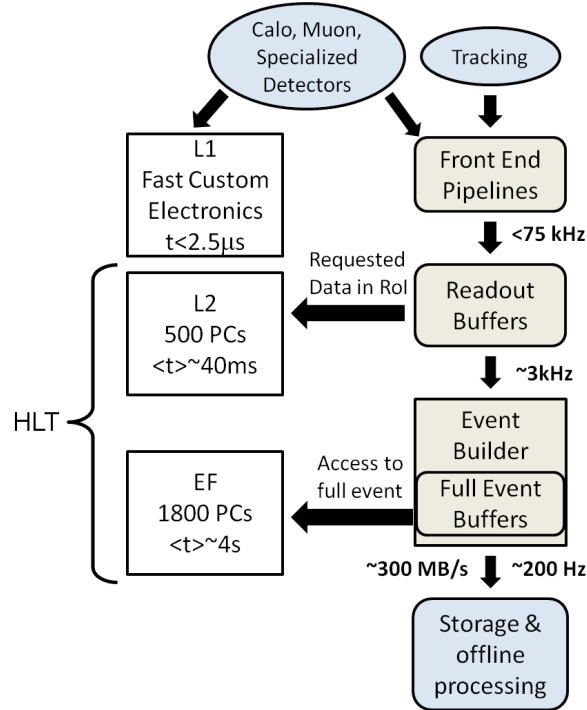 Calo, Muon,
Specialized
Detectors
Tracking
L1
Fast Custom
Electronics
t<2.5μs
Front End
Pipelines
<75 kHz
Requested
Data in RoI
L2
500 PCs
<t>~40ms
Readout
Buffers
~3kHz
HLT
Event
Builder
Full Event
Buffers
Access to
full event
EF
1800 PCs
<t>~4s
~300 MB/s
~200 Hz
Storage &
offline
processing